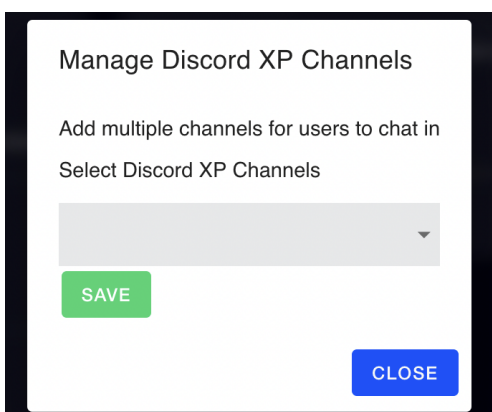 Manage Discord XP Channels
Add multiple channels for users to chat in
Select Discord XP Channels
SAVE
CLOSE